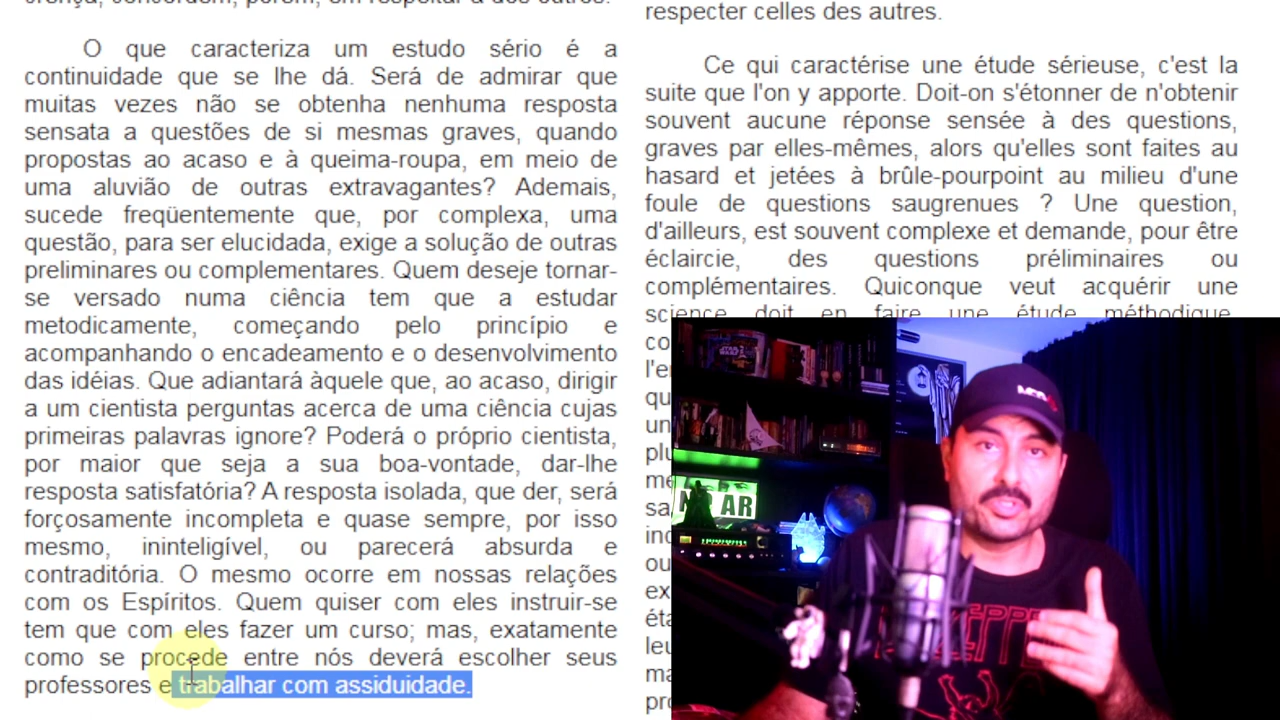 crença, concordem, porém, em respeitar a dos outros.
O que caracteriza um estudo sério é a
continuidade que se lhe dá. Será de admirar que
muitas vezes não se obtenha nenhuma resposta
sensata a questões de si mesmas graves, quando
propostas ao acaso e à queima-roupa, em meio de
uma aluvião de outras extravagantes? Ademais,
sucede freqüentemente que, por complexa, uma
questão, para ser elucidada, exige a solução de outras
preliminares ou complementares. Quem deseje tornar-
se versado numa ciência tem que a estudar
metodicamente, começando pelo princípio e
acompanhando o encadeamento e o desenvolvimento
das idéias. Que adiantará àquele que, ao acaso, dirigir
a um cientista perguntas acerca de uma ciência cujas
primeiras palavras ignore? Poderá o próprio cientista,
por maior que seja a sua boa-vontade, dar-lhe
resposta satisfatória? A resposta isolada, que der, será
forçosamente incompleta e quase sempre, por isso
mesmo, ininteligível, ou parecerá absurda e
contraditória. O mesmo ocorre em nossas relações
com os Espíritos. Quem quiser com eles instruir-se
tem que com eles fazer um curso; mas, exatamente
como se procede entre nós deverá escolher seus
professores e trabalhar com assiduidade.
respecter celles des autres.
Ce qui caractérise une étude sérieuse, c'est la
suite que l'on y apporte. Doit-on s'étonner de n'obtenir
souvent aucune réponse sensée à des questions,
graves par elles-mêmes, alors qu'elles sont faites au
hasard et jetées à brûle-pourpoint au milieu d'une
foule de questions saugrenues ? Une question,
d'ailleurs, est souvent complexe et demande, pour être
éclaircie, des questions préliminaires ou
complémentaires. Quiconque veut acquérir une
science doit en faire une étude méthodique,
STAR WARS
NO AR
ZEPPELIN